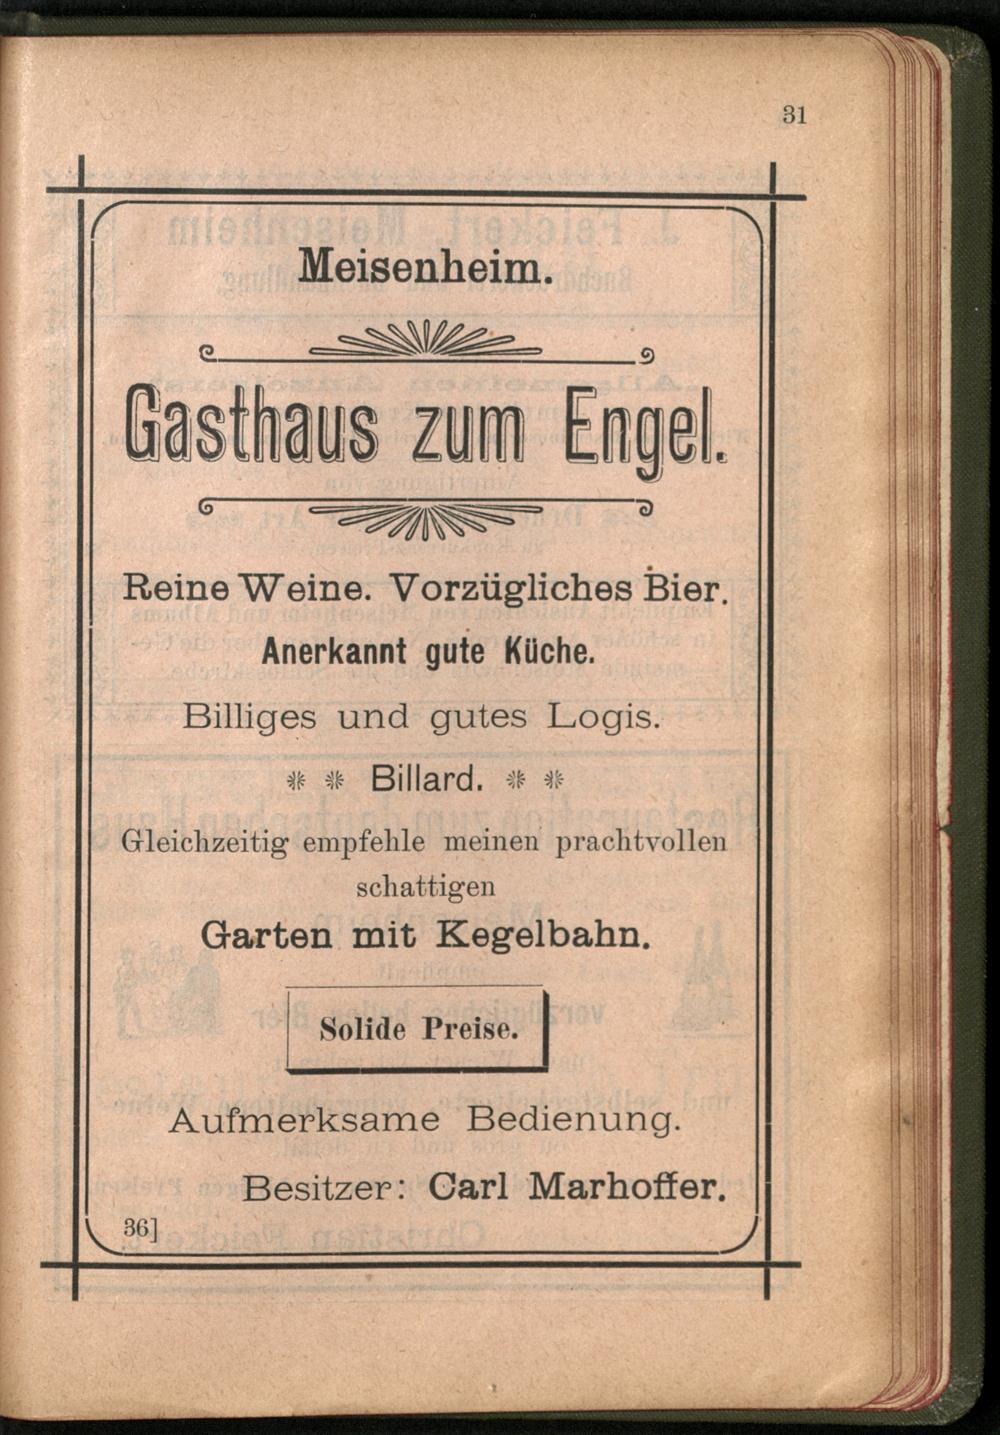 31
Meisenheim.
Gasthaus zum Engel.
Reine Weine. Vorzügliches Bier.
Anerkannt gute Küche.
Billiges und gutes Logis.
Billard.
Gleichzeitig empfehle meinen prachtvollen
schattigen
Garten mit Kegelbahn.
Solide Preise.
Aufmerksame Bedienung.
Besitzer: Carl Marhoffer.
36]